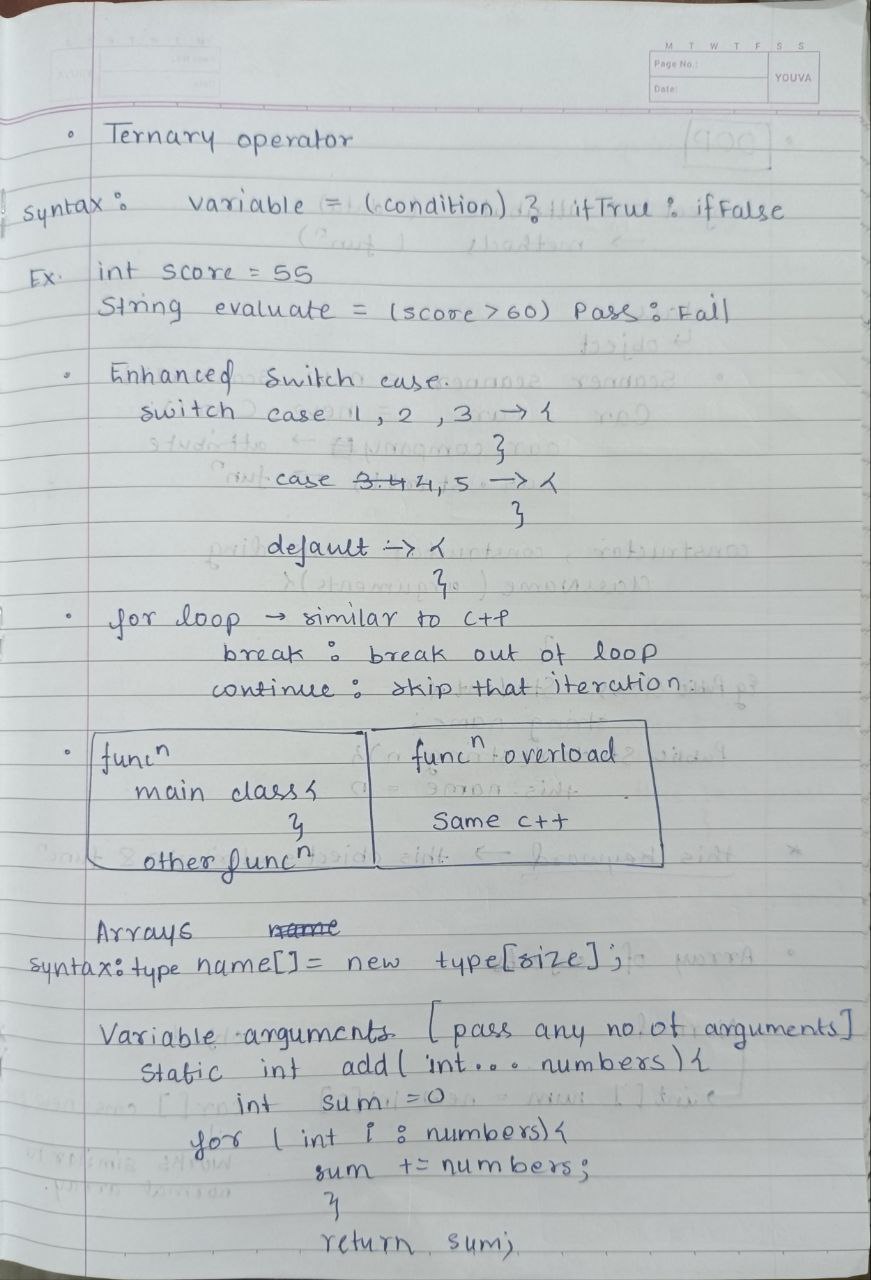 M T W T F S S
Page No.:
YOUVA
Date:
• Ternary operator
Syntax: variable = (condition) ? ifTrue : ifFalse
Ex. int score = 55
String evaluate = (score > 60) Pass : Fail
• Enhanced Switch case.
switch case 1, 2, 3 → {
}
case 3.4 4, 5 → {
}
default → {
}
• for loop → similar to C++
break : break out of loop
continue : skip that iteration.
• funcⁿ
main class {
}
other funcⁿ
funcⁿ overload
Same c++
Arrays name
syntax: type name[] = new type[size];
Variable arguments [pass any no. of arguments]
Static int add( int... numbers) {
int sum = 0
for ( int i : numbers) {
sum += numbers;
}
return sum;